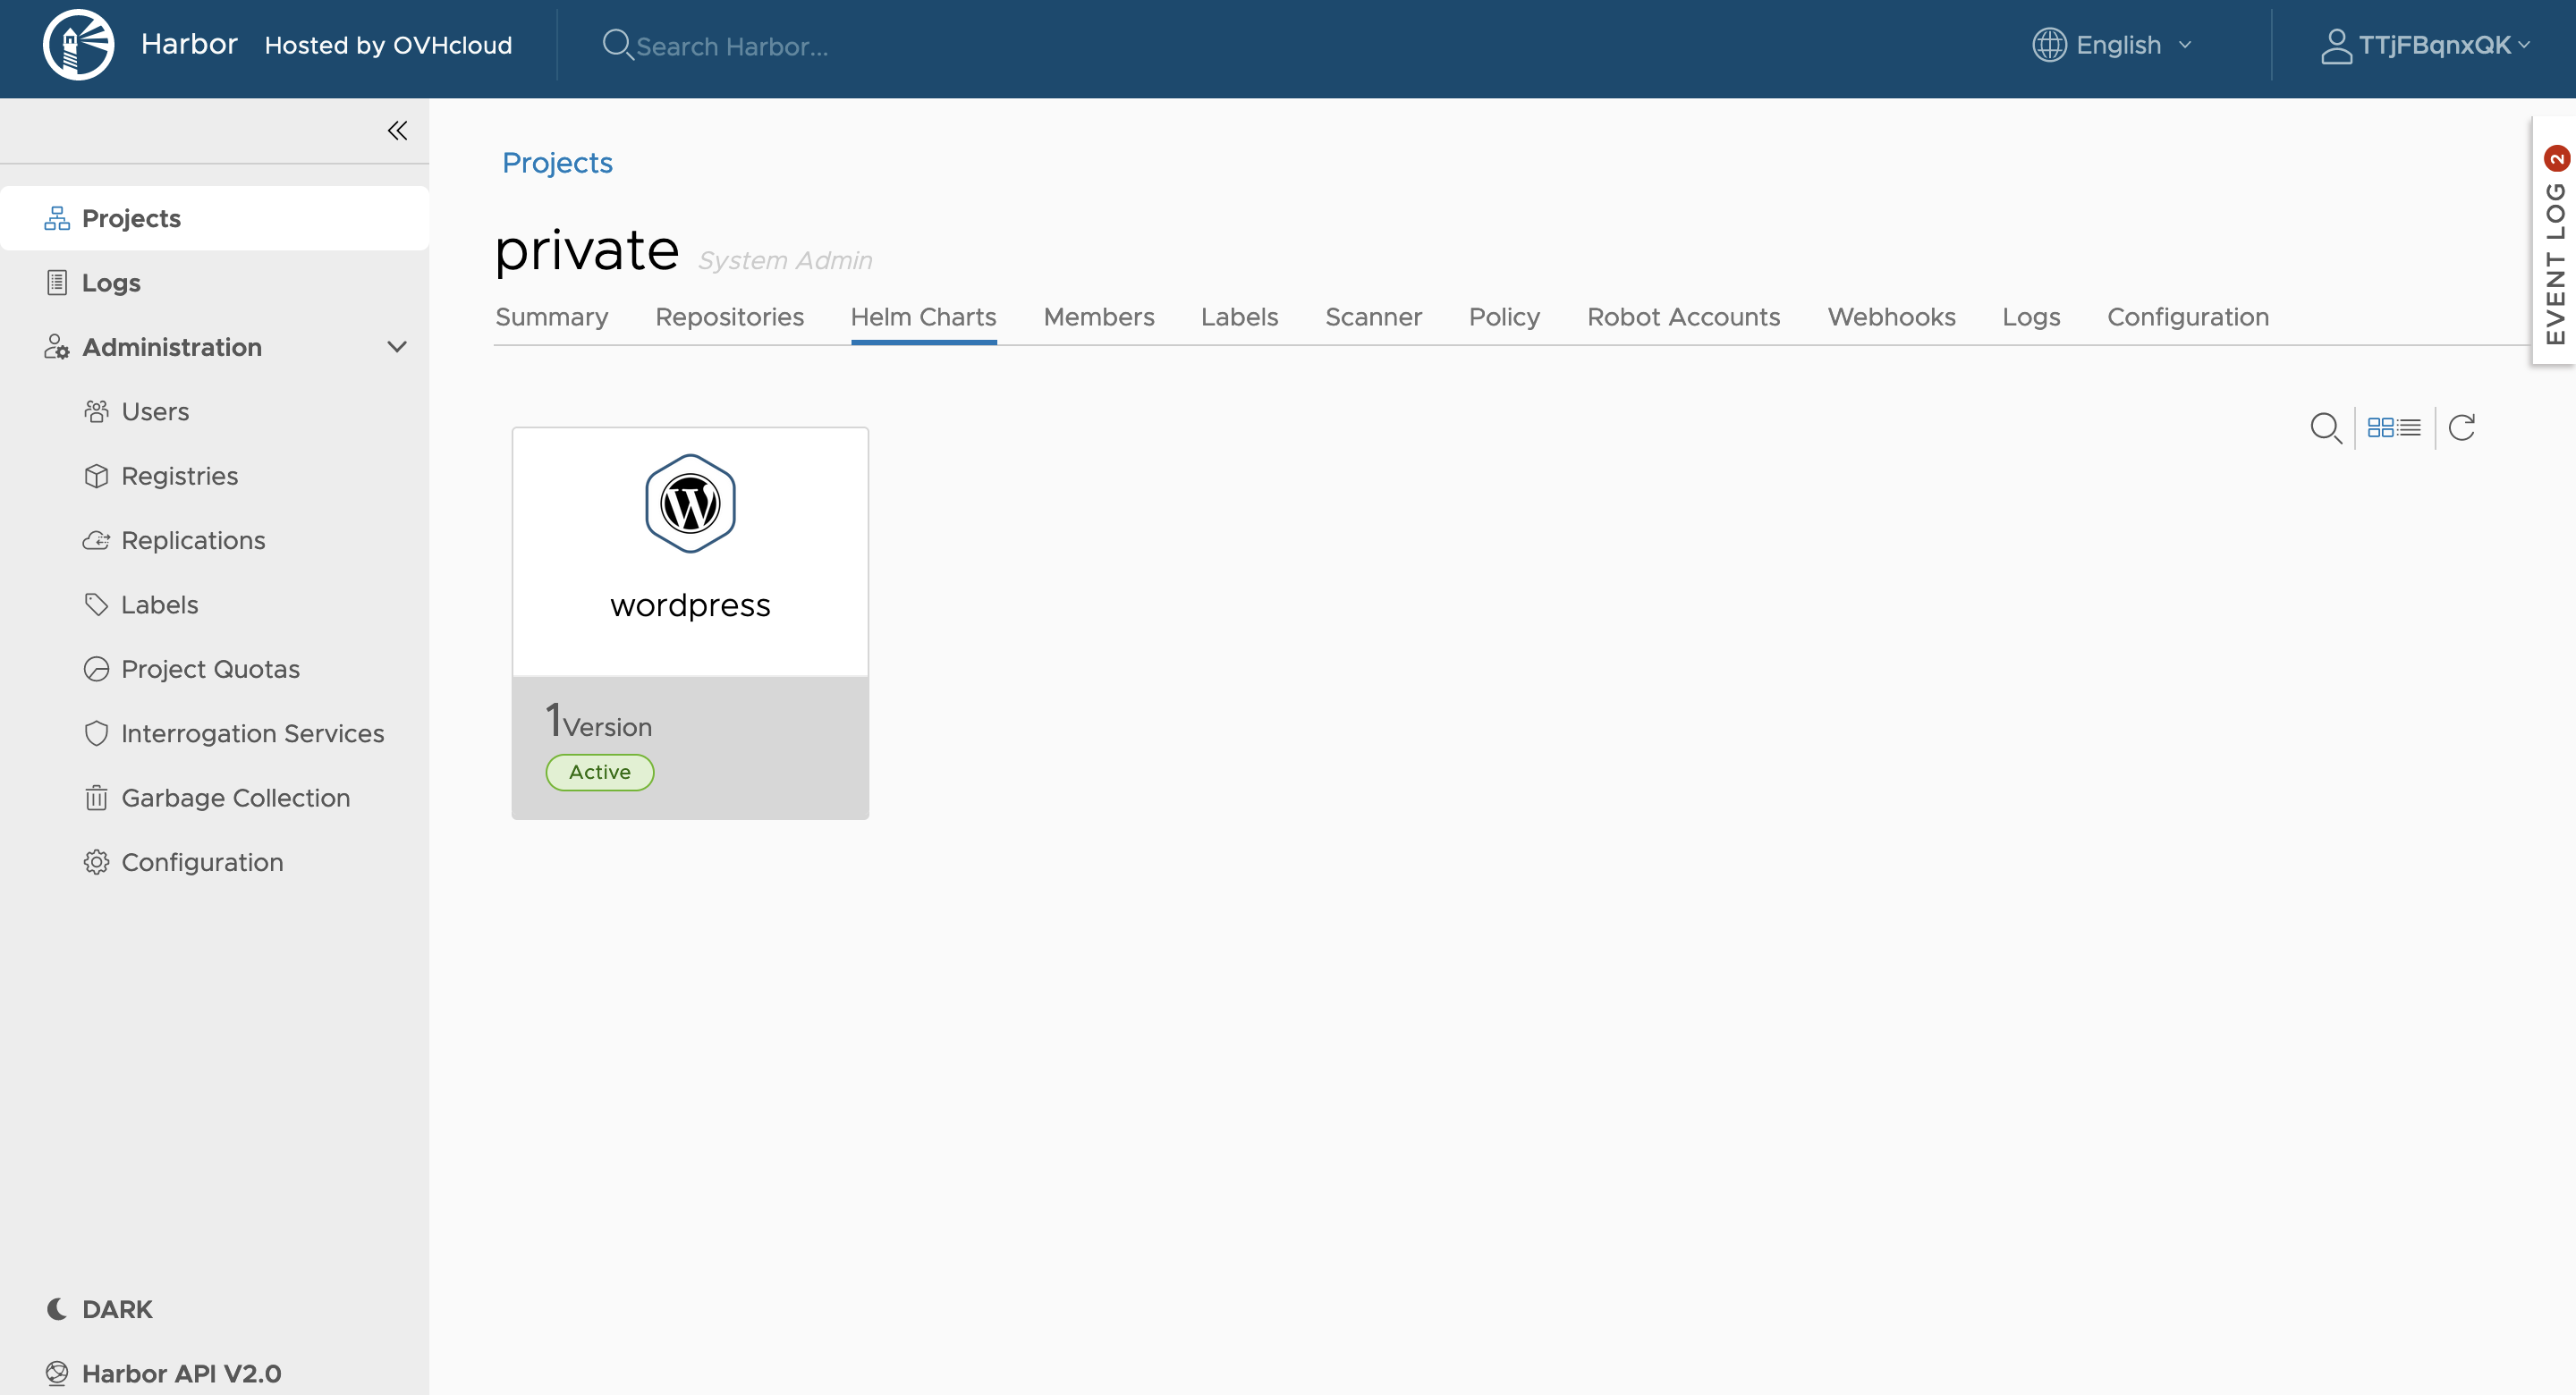 Harbor Hosted by OVHcloud Search Harbor... English TTjFBqnxQK
EVENT LOG 2
Projects
Logs
Administration
Users
Registries
Replications
Labels
Project Quotas
Interrogation Services
Garbage Collection
Configuration
DARK
Harbor API V2.0
Projects
private System Admin
Summary Repositories Helm Charts Members Labels Scanner Policy Robot Accounts Webhooks Logs Configuration
W
wordpress
1 Version
Active